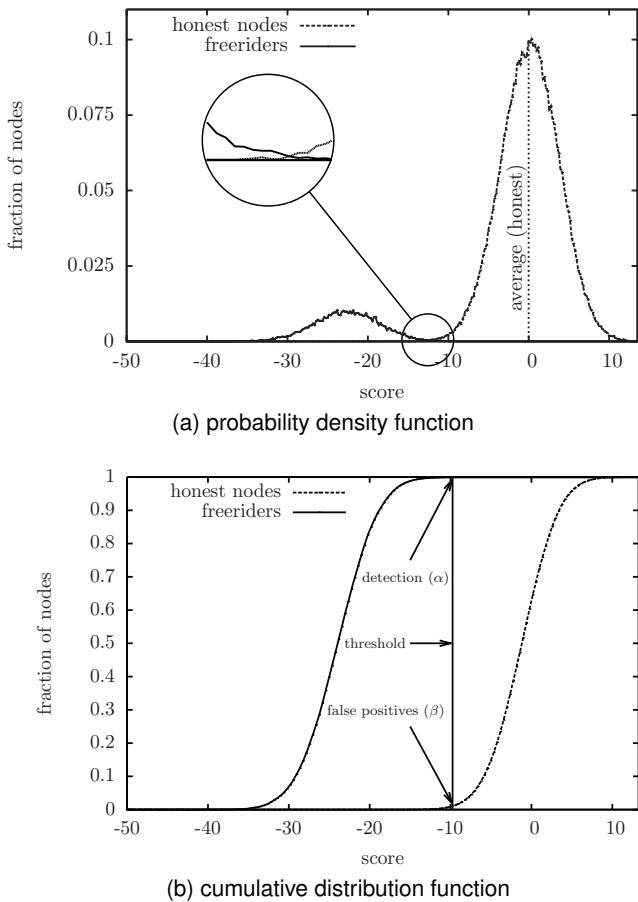 honest nodes
freeriders
0.1
0.075
0.05
0.025
0
fraction of nodes
average (honest)
-50
-40
-30
-20
-10
0
10
score
(a) probability density function
honest nodes
freeriders
1
0.9
0.8
0.7
0.6
0.5
0.4
0.3
0.2
0.1
0
fraction of nodes
detection (α)
threshold
false positives (β)
-50
-40
-30
-20
-10
0
10
score
(b) cumulative distribution function